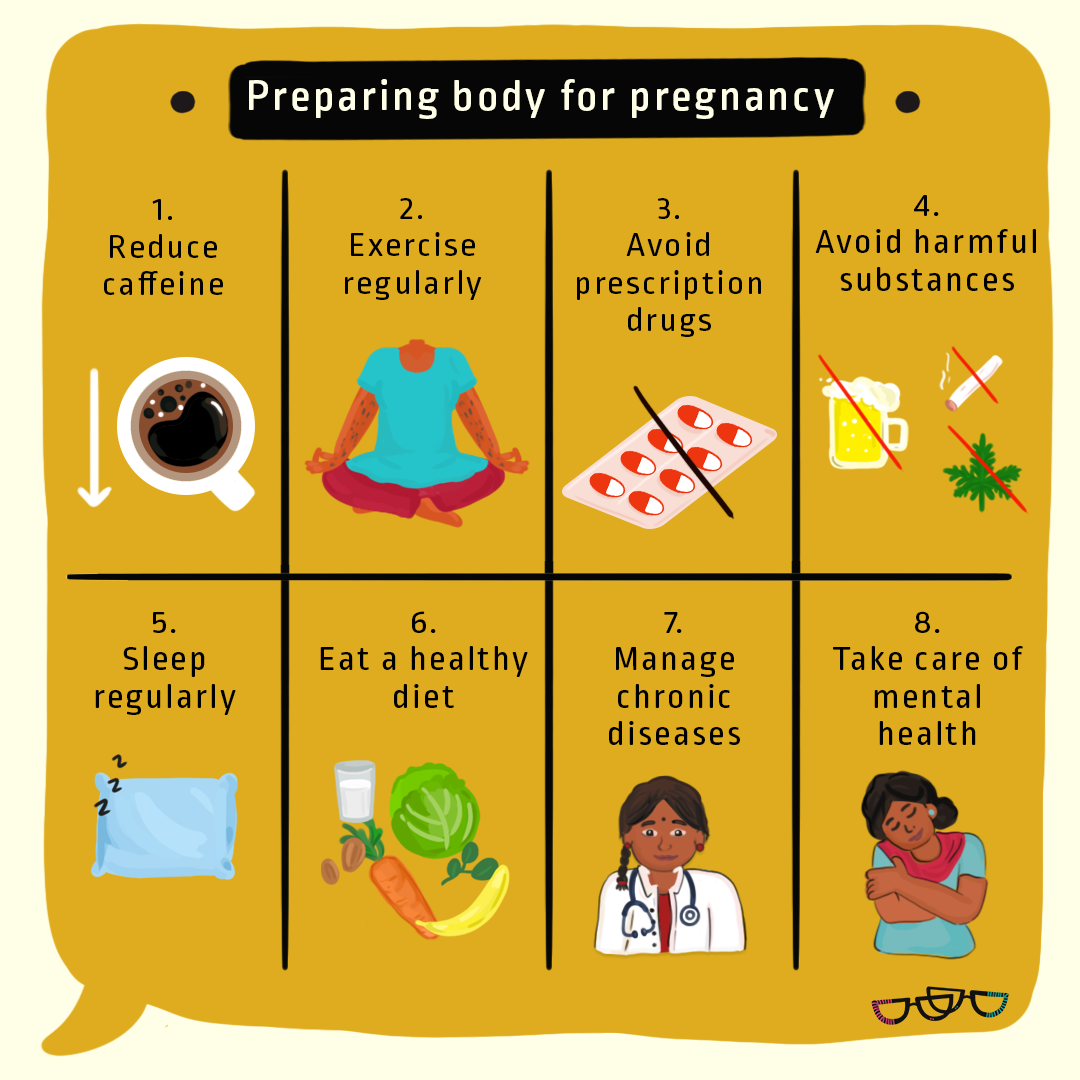 Preparing body for pregnancy
1.
Reduce
caffeine
2.
Exercise
regularly
3.
Avoid
prescription
drugs
4.
Avoid harmful
substances
5.
Sleep
regularly
z
z
z
6.
Eat a healthy
diet
7.
Manage
chronic
diseases
8.
Take care of
mental
health